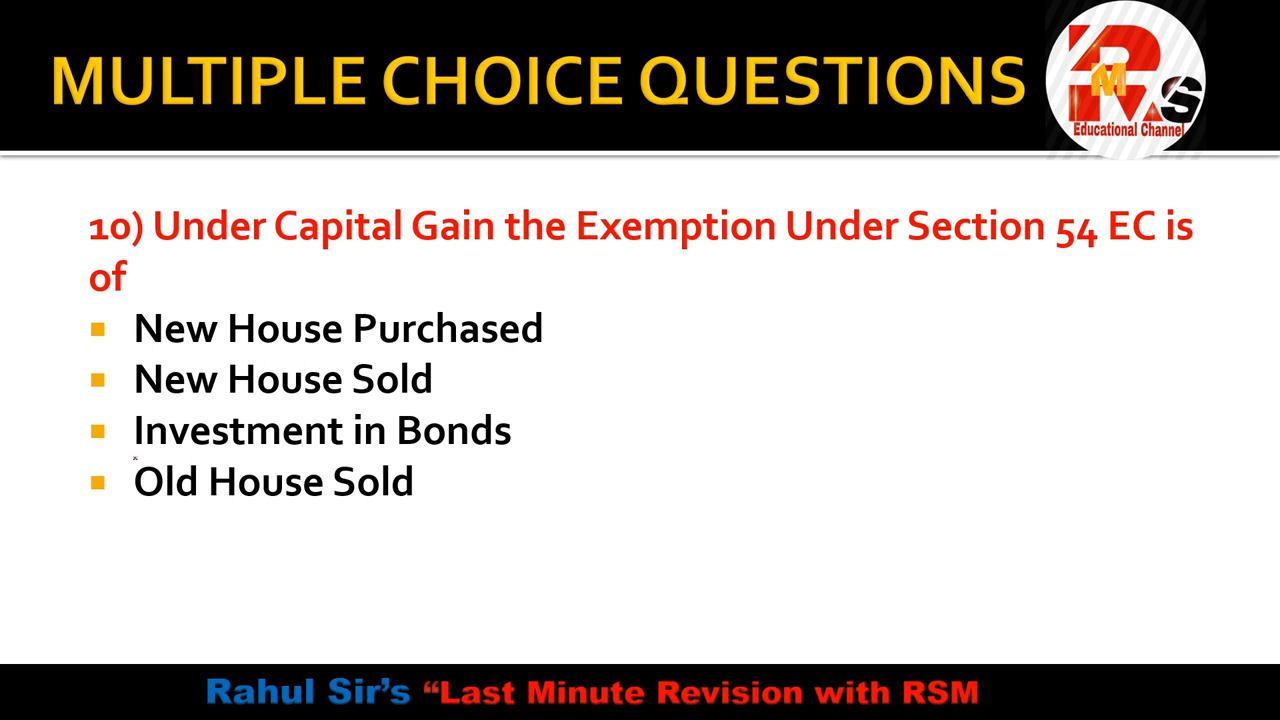 MULTIPLE CHOICE QUESTIONS
RMS
Educational Channel
10) Under Capital Gain the Exemption Under Section 54 EC is
of
New House Purchased
New House Sold
Investment in Bonds
Old House Sold
Rahul Sir's "Last Minute Revision with RSM